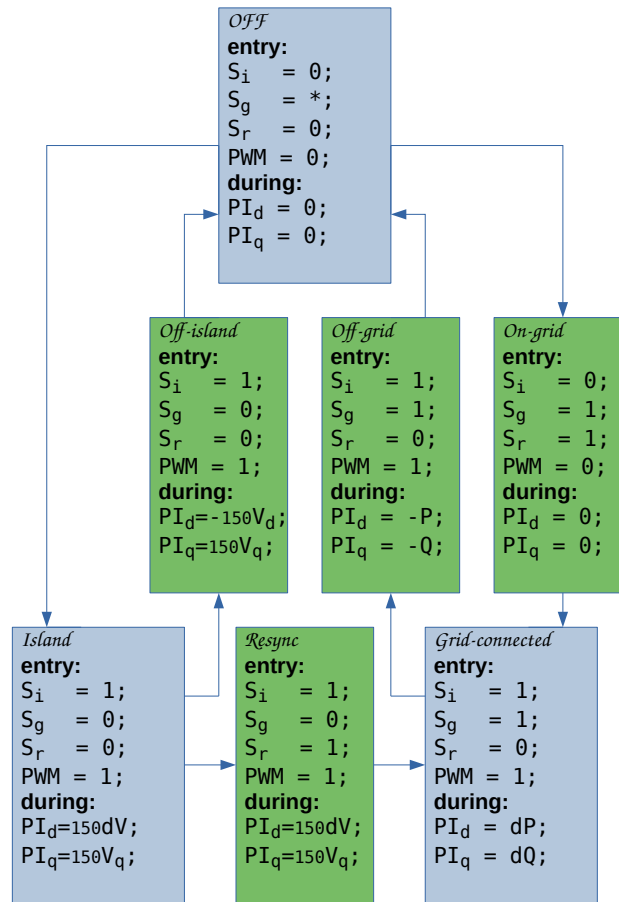 OFF
entry:
Si = 0;
Sg = *;
Sr = 0;
PWM = 0;
during:
PId = 0;
PIq = 0;
Off-island
entry:
Si = 1;
Sg = 0;
Sr = 0;
PWM = 1;
during:
PId=-150Vd;
PIq=150Vq;
Off-grid
entry:
Si = 1;
Sg = 1;
Sr = 0;
PWM = 1;
during:
PId = -P;
PIq = -Q;
On-grid
entry:
Si = 0;
Sg = 1;
Sr = 1;
PWM = 0;
during:
PId = 0;
PIq = 0;
Island
entry:
Si = 1;
Sg = 0;
Sr = 0;
PWM = 1;
during:
PId=150dV;
PIq=150Vq;
Resync
entry:
Si = 1;
Sg = 0;
Sr = 1;
PWM = 1;
during:
PId=150dV;
PIq=150Vq;
Grid-connected
entry:
Si = 1;
Sg = 1;
Sr = 0;
PWM = 1;
during:
PId = dP;
PIq = dQ;